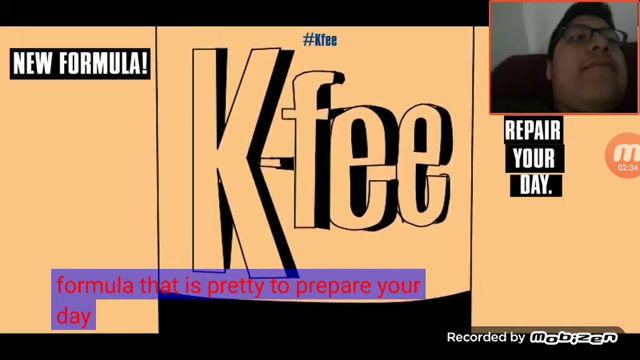 #Kfee
NEW FORMULA!
K-fee
REPAIR
YOUR
DAY.
02:34
formula that is pretty to prepare your
day
Recorded by mobizen